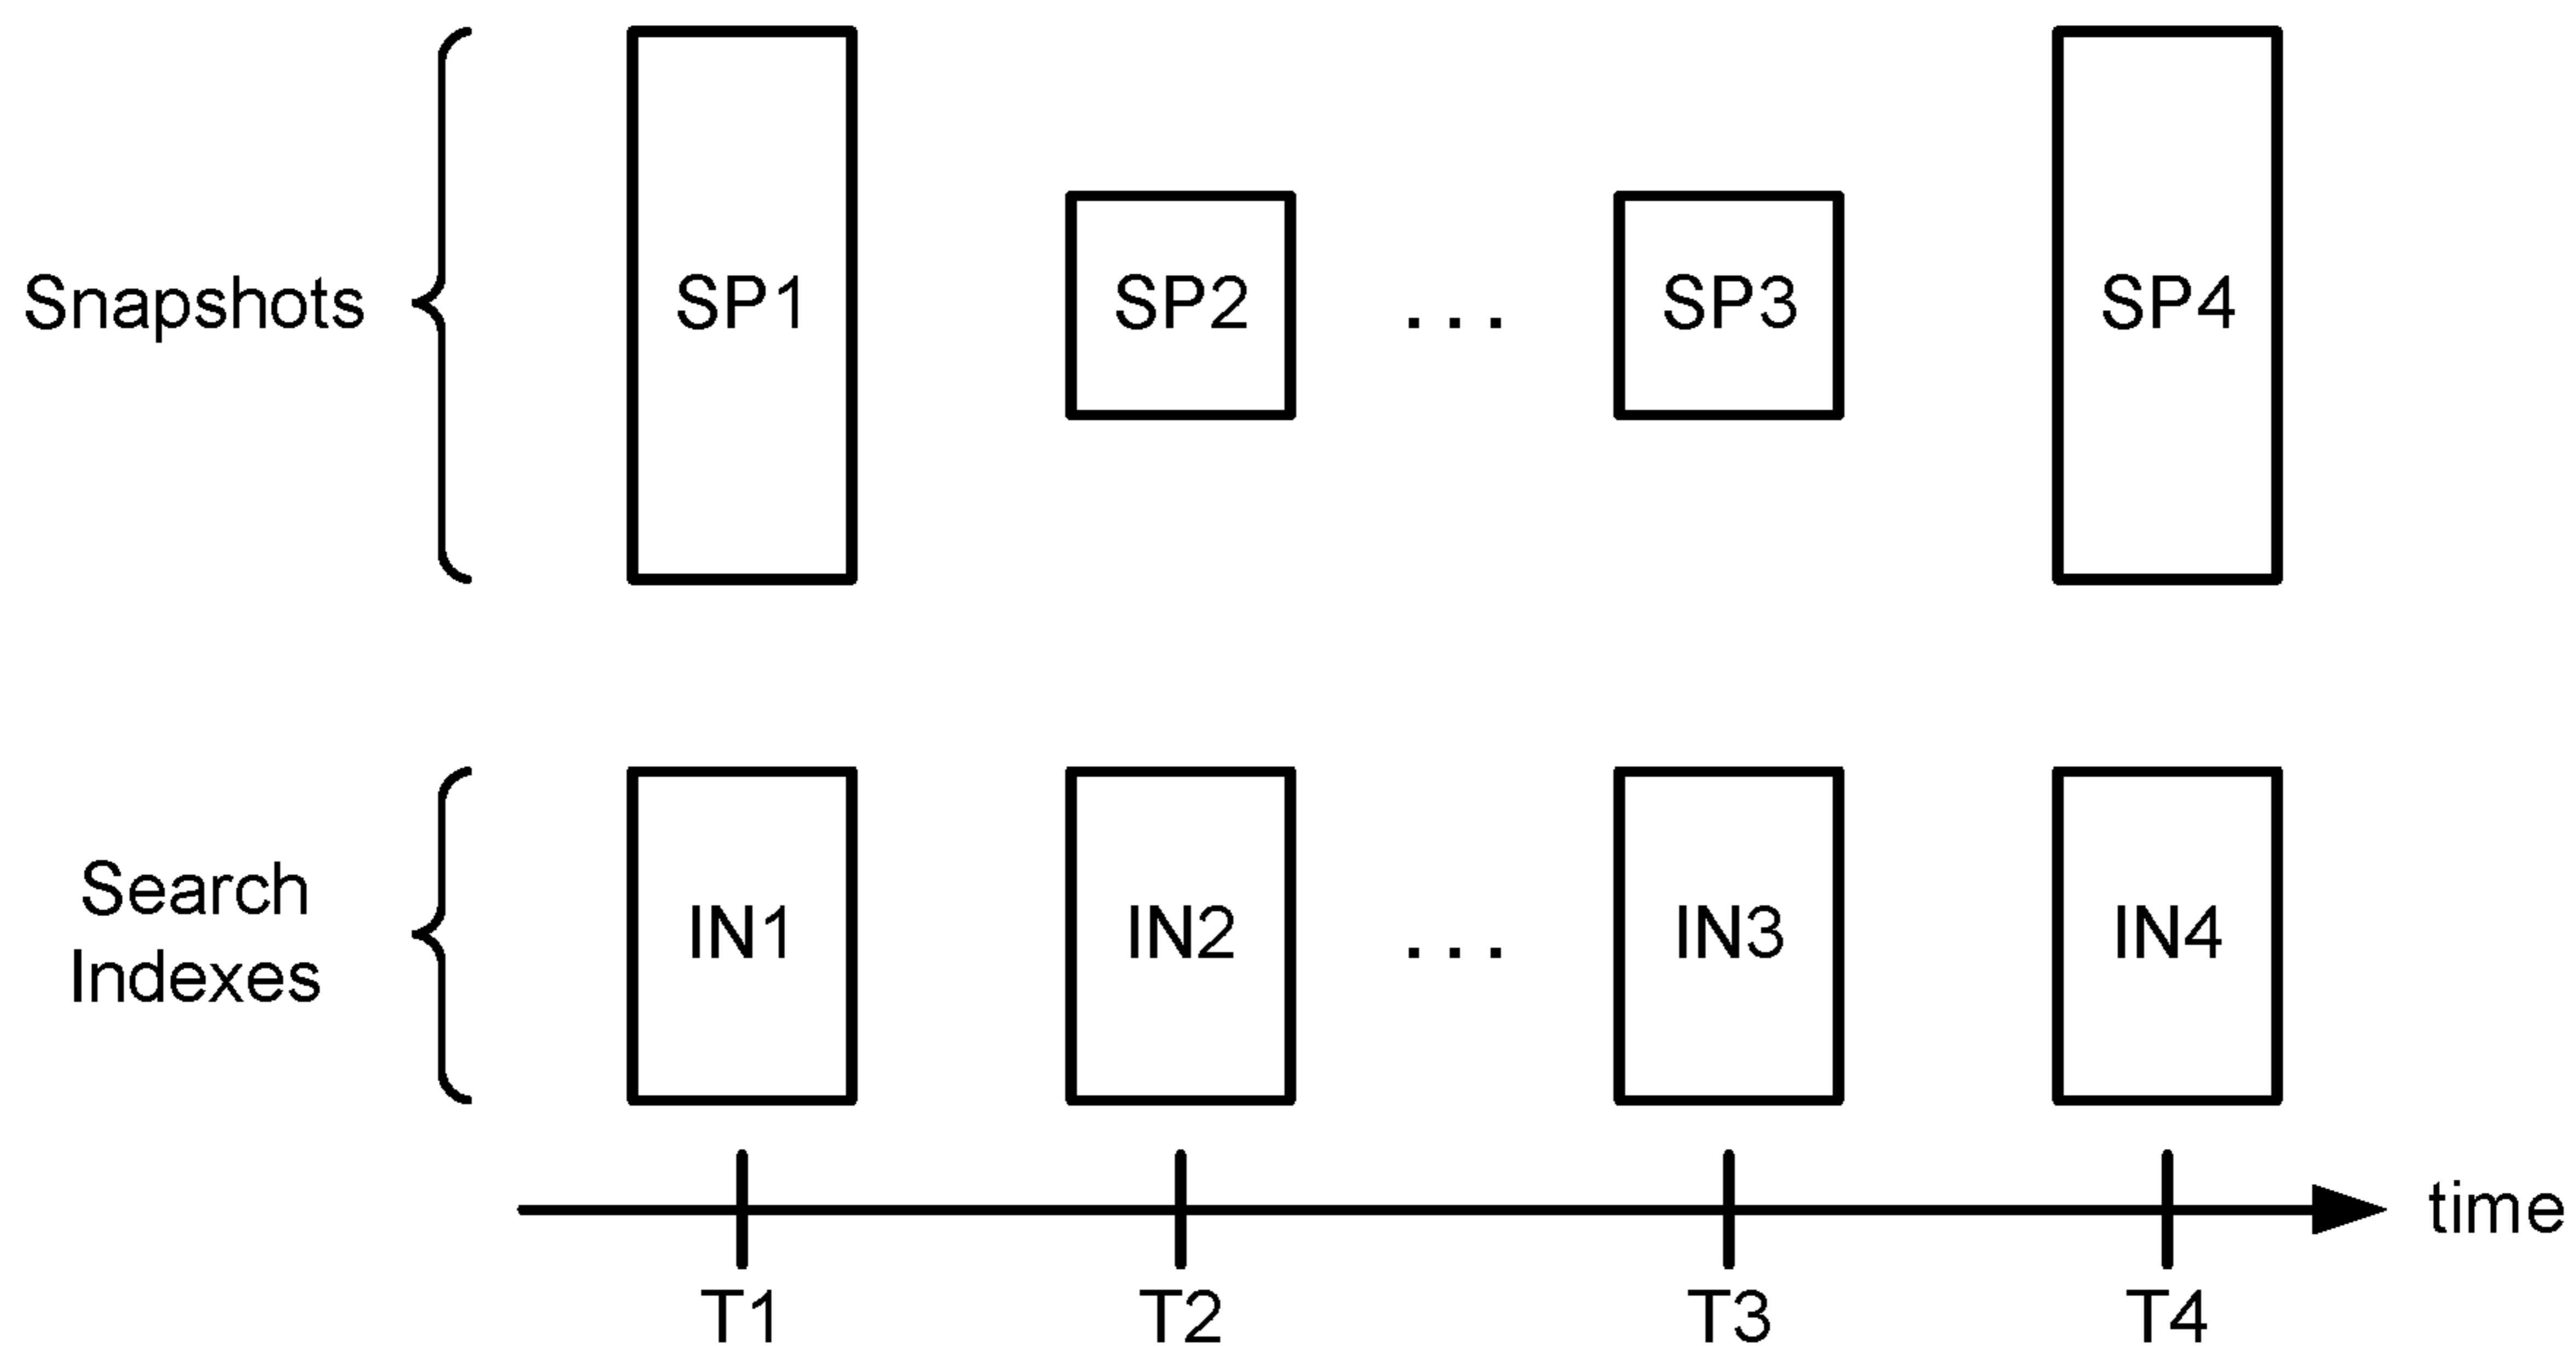 Snapshots
SP1
SP2
...
SP3
SP4
Search
Indexes
IN1
IN2
...
IN3
IN4
time
T1
T2
T3
T4